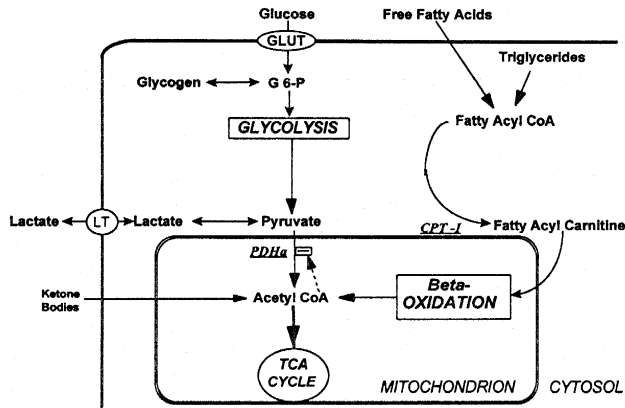 Glucose
Free Fatty Acids
GLUT
Triglycerides
Glycogen
G 6-P
GLYCOLYSIS
Fatty Acyl CoA
Lactate
LT
Lactate
Pyruvate
CPT-I
Fatty Acyl Carnitine
PDHa
Ketone
Bodies
Acetyl CoA
Beta-
OXIDATION
TCA
CYCLE
MITOCHONDRION
CYTOSOL